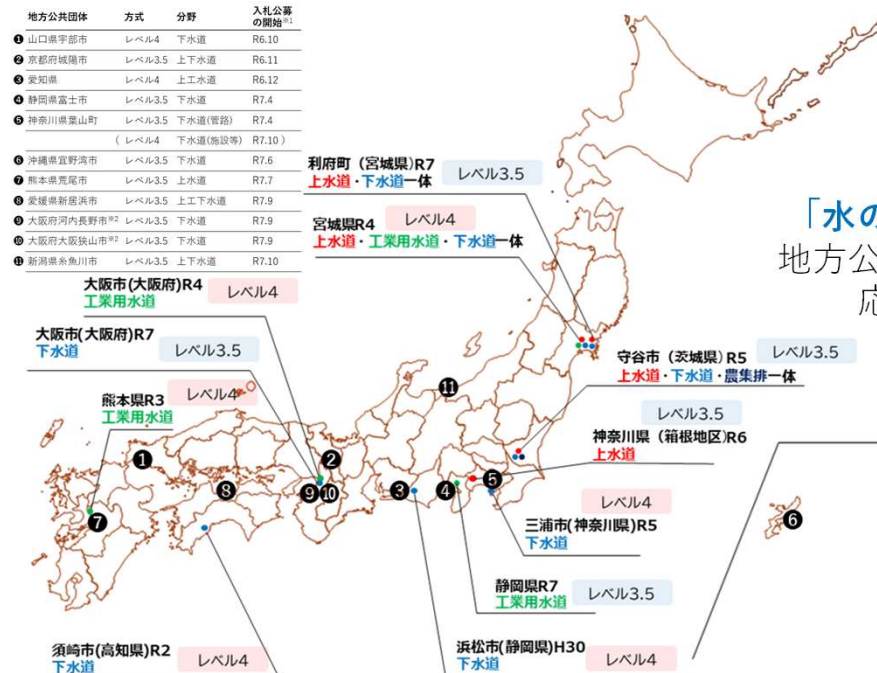 地方公共団体 方式 分野 入札公募の開始※1
❶ 山口県宇部市 レベル4 下水道 R6.10
❷ 京都府城陽市 レベル3.5 上下水道 R6.11
❸ 愛知県 レベル4 上工水道 R6.12
❹ 静岡県富士市 レベル3.5 下水道 R7.4
❺ 神奈川県葉山町 レベル3.5 下水道(管路) R7.4
( レベル4 下水道(施設等) R7.10 )
❻ 沖縄県宜野湾市 レベル3.5 下水道 R7.6
❼ 熊本県荒尾市 レベル3.5 上水道 R7.7
❽ 愛媛県新居浜市 レベル3.5 上工下水道 R7.9
❾ 大阪府河内長野市※2 レベル3.5 下水道 R7.9
❿ 大阪府大阪狭山市※2 レベル3.5 下水道 R7.9
⓫ 新潟県糸魚川市 レベル3.5 上下水道 R7.10
利府町（宮城県）R7 レベル3.5
上水道・下水道一体
宮城県R4 レベル4
上水道・工業用水道・下水道一体
「水の
地方公
応
大阪市(大阪府)R4 レベル4
工業用水道
大阪市(大阪府)R7 レベル3.5
下水道
熊本県R3 レベル4
工業用水道
守谷市（茨城県）R5 レベル3.5
上水道・下水道・農集排一体
レベル3.5
神奈川県（箱根地区）R6
上水道
レベル4
三浦市(神奈川県)R5
下水道
静岡県R7 レベル3.5
工業用水道
須崎市(高知県)R2 レベル4
下水道
浜松市(静岡県)H30 レベル4
下水道
⓫
❶
❷
❽
❾
❿
❸
❹
❺
❼
❻